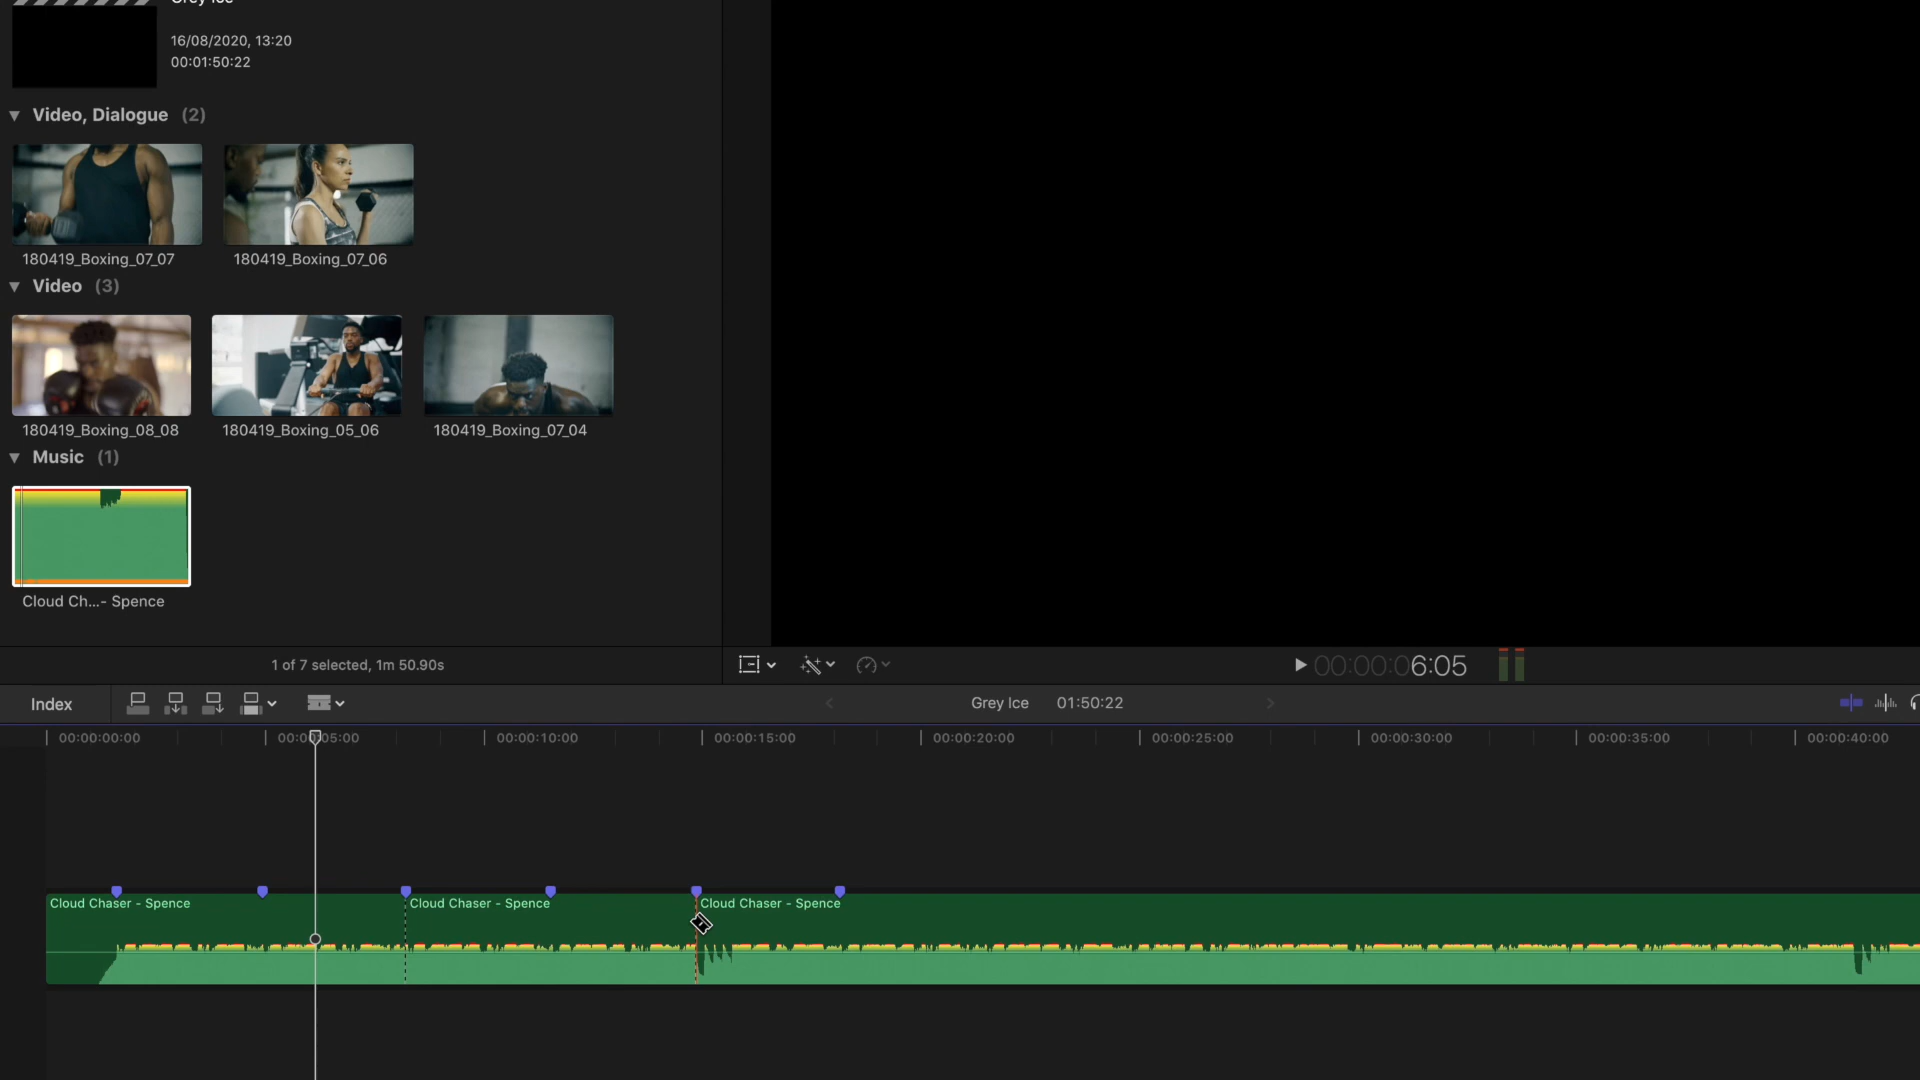 Grey Ice
16/08/2020, 13:20
00:01:50:22
Video, Dialogue (2)
180419_Boxing_07_07
180419_Boxing_07_06
Video (3)
180419_Boxing_08_08
180419_Boxing_05_06
180419_Boxing_07_04
Music (1)
Cloud Ch...- Spence
1 of 7 selected, 1m 50.90s
00:00:06:05
Index
Grey Ice
01:50:22
00:00:00:00
00:00:05:00
00:00:10:00
00:00:15:00
00:00:20:00
00:00:25:00
00:00:30:00
00:00:35:00
00:00:40:00
Cloud Chaser - Spence
Cloud Chaser - Spence
Cloud Chaser - Spence